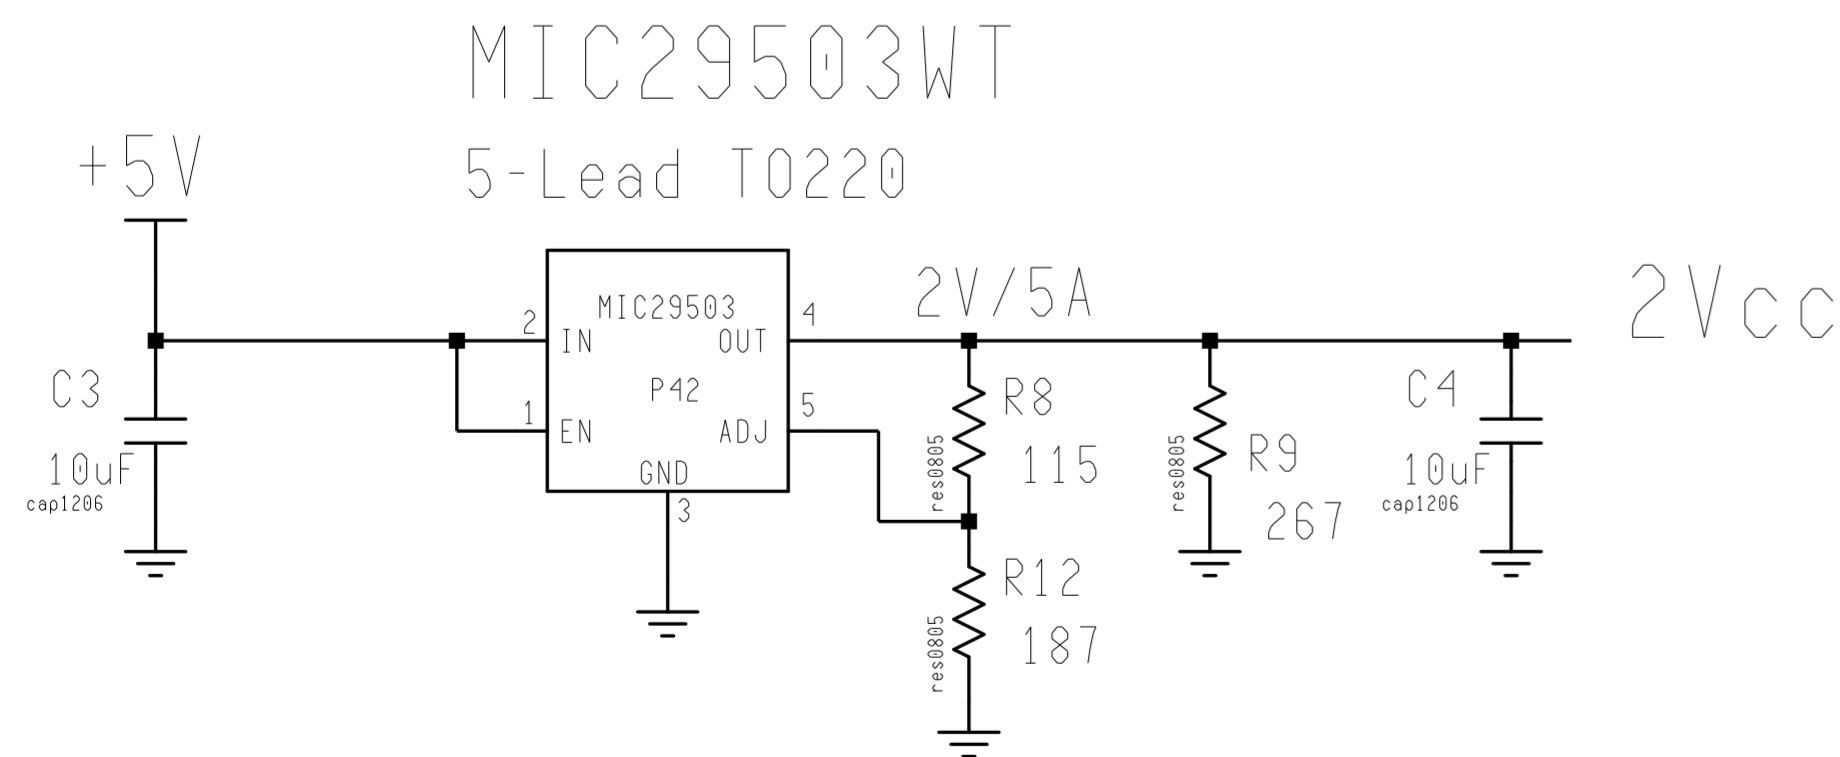 MIC29503WT
5-Lead TO220
+5V
2V/5A
2Vcc
MIC29503
2
IN
OUT
4
P42
1
EN
ADJ
5
GND
3
C3
10uF
cap1206
R8
115
res0805
R9
267
res0805
C4
10uF
cap1206
R12
187
res0805